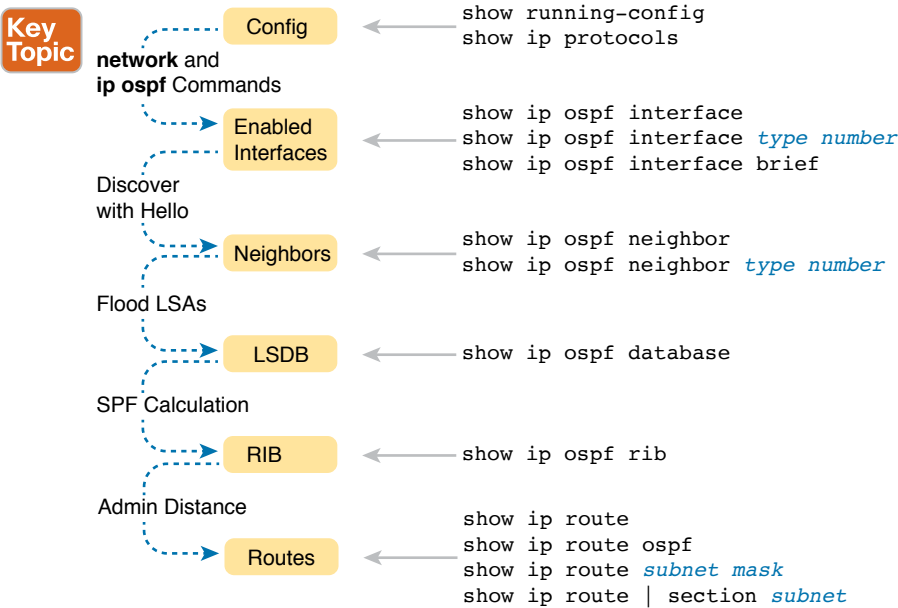 Key
Topic
Config
show running-config
show ip protocols
network and
ip ospf Commands
Enabled
Interfaces
show ip ospf interface
show ip ospf interface type number
show ip ospf interface brief
Discover
with Hello
Neighbors
show ip ospf neighbor
show ip ospf neighbor type number
Flood LSAs
LSDB
show ip ospf database
SPF Calculation
RIB
show ip ospf rib
Admin Distance
Routes
show ip route
show ip route ospf
show ip route subnet mask
show ip route | section subnet